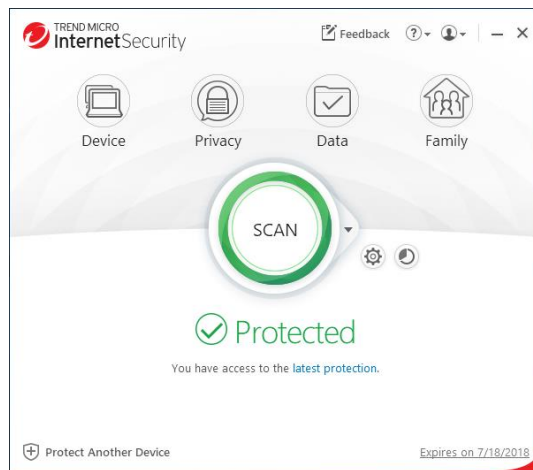 TREND MICRO
InternetSecurity
Feedback
?
Device
Privacy
Data
Family
SCAN
Protected
You have access to the latest protection.
Protect Another Device
Expires on 7/18/2018